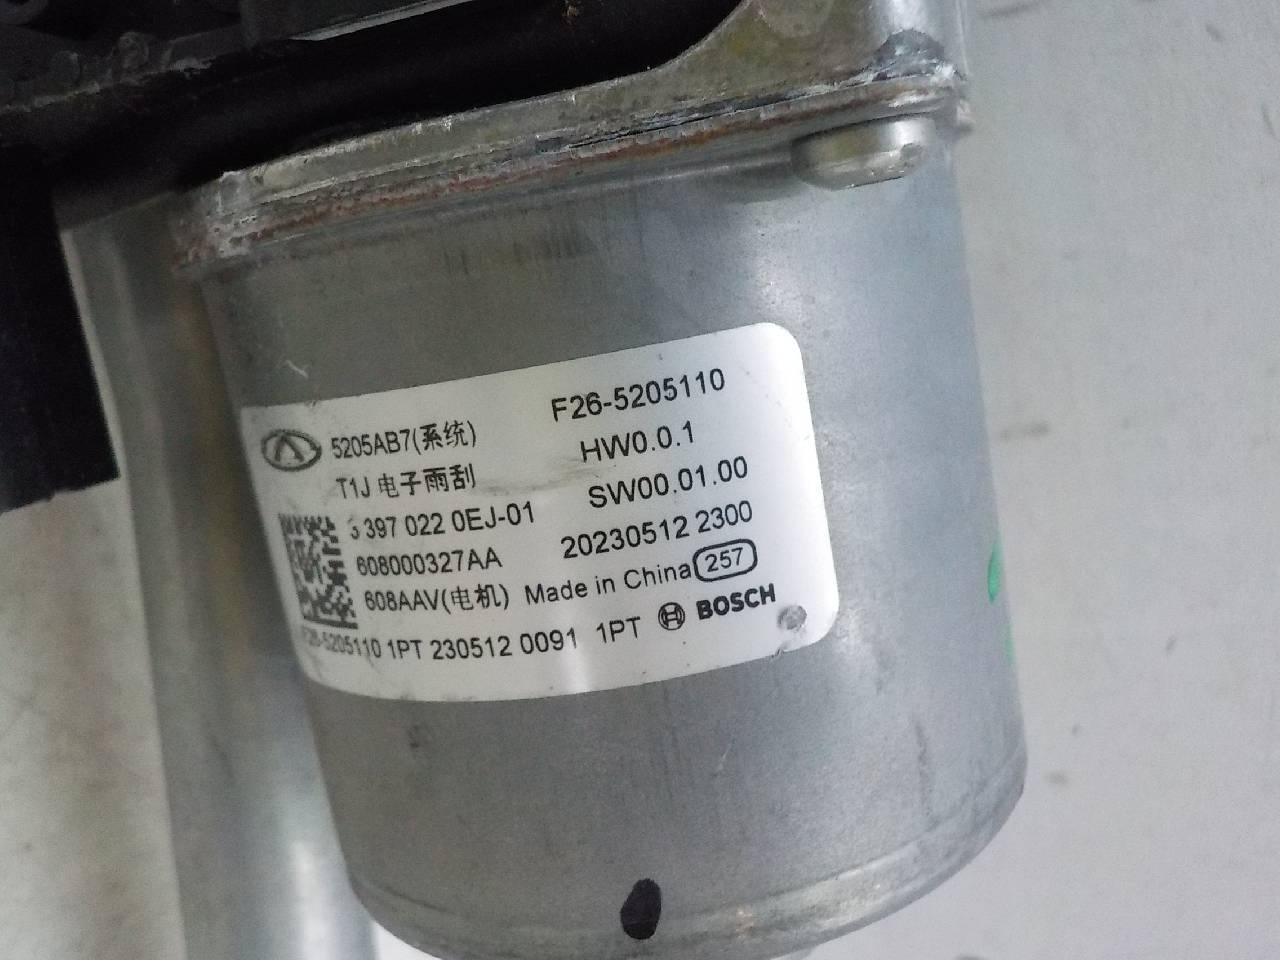 5205AB7(系统) F26-5205110
T1J 电子雨刮 HW0.0.1
3 397 022 0EJ-01 SW00.01.00
608000327AA 20230512 2300
608AAV(电机) Made in China 257
F26-5205110 1PT 230512 0091 1PT BOSCH